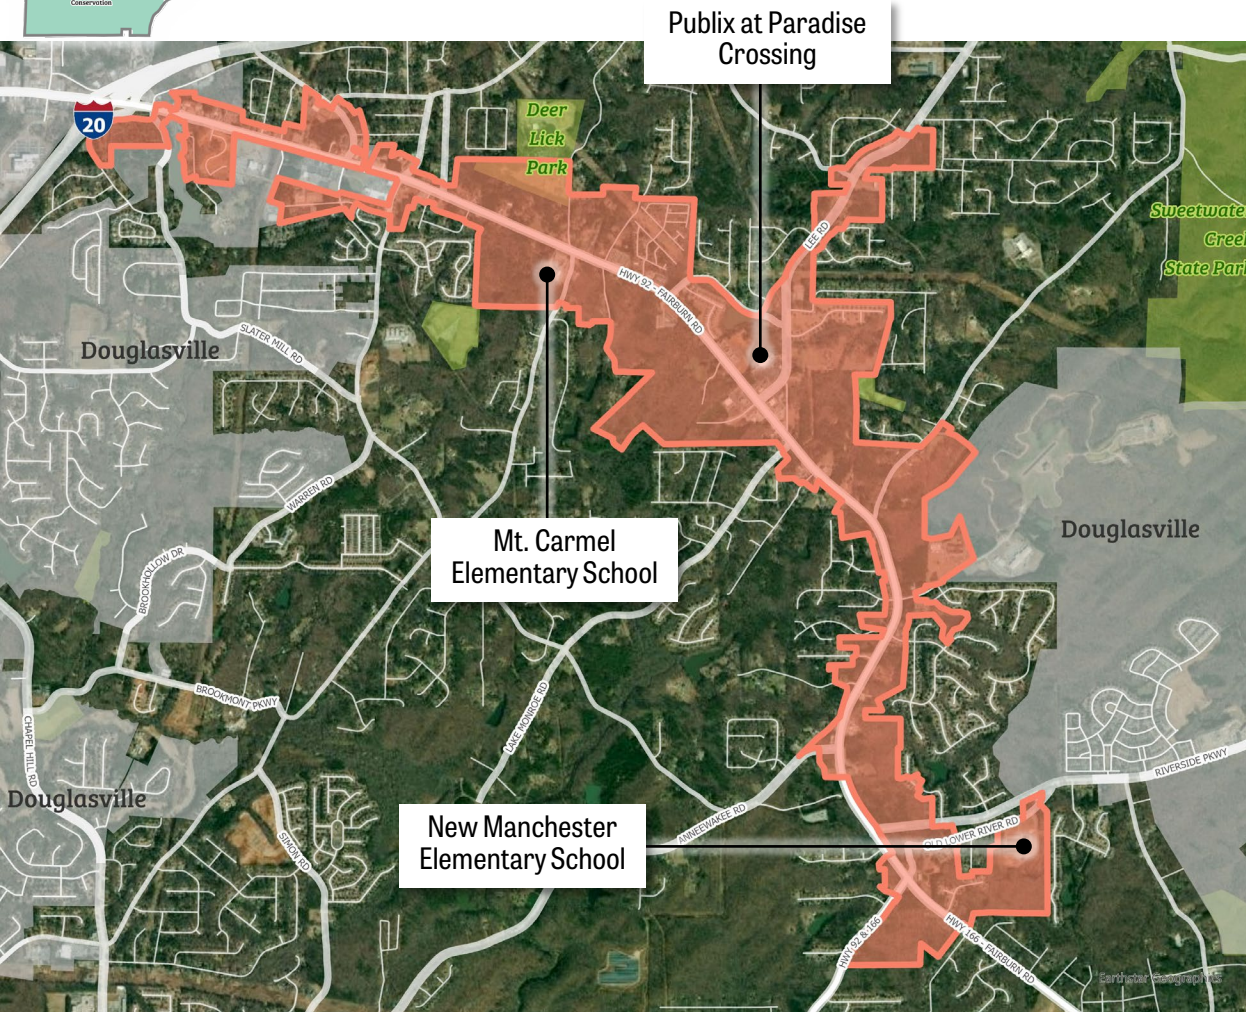 Conservation
Publix at Paradise
Crossing
20
Deer
Lick
Park
LEE RD
Sweetwate
Creek
State Park
HWY 92 - FAIRBURN RD
SLATER MILL RD
Douglasville
WARREN RD
Mt. Carmel
Elementary School
Douglasville
BROOKHOLLOW DR
BROOKMONT PKWY
LAKE MONROE RD
CHAPEL HILL RD
RIVERSIDE PKWY
Douglasville
ANNEEWAKEE RD
OLD LOWER RIVER RD
New Manchester
Elementary School
SIMON RD
HWY 92 & 166
HWY 166 - FAIRBURN RD
Earthstar Geographics